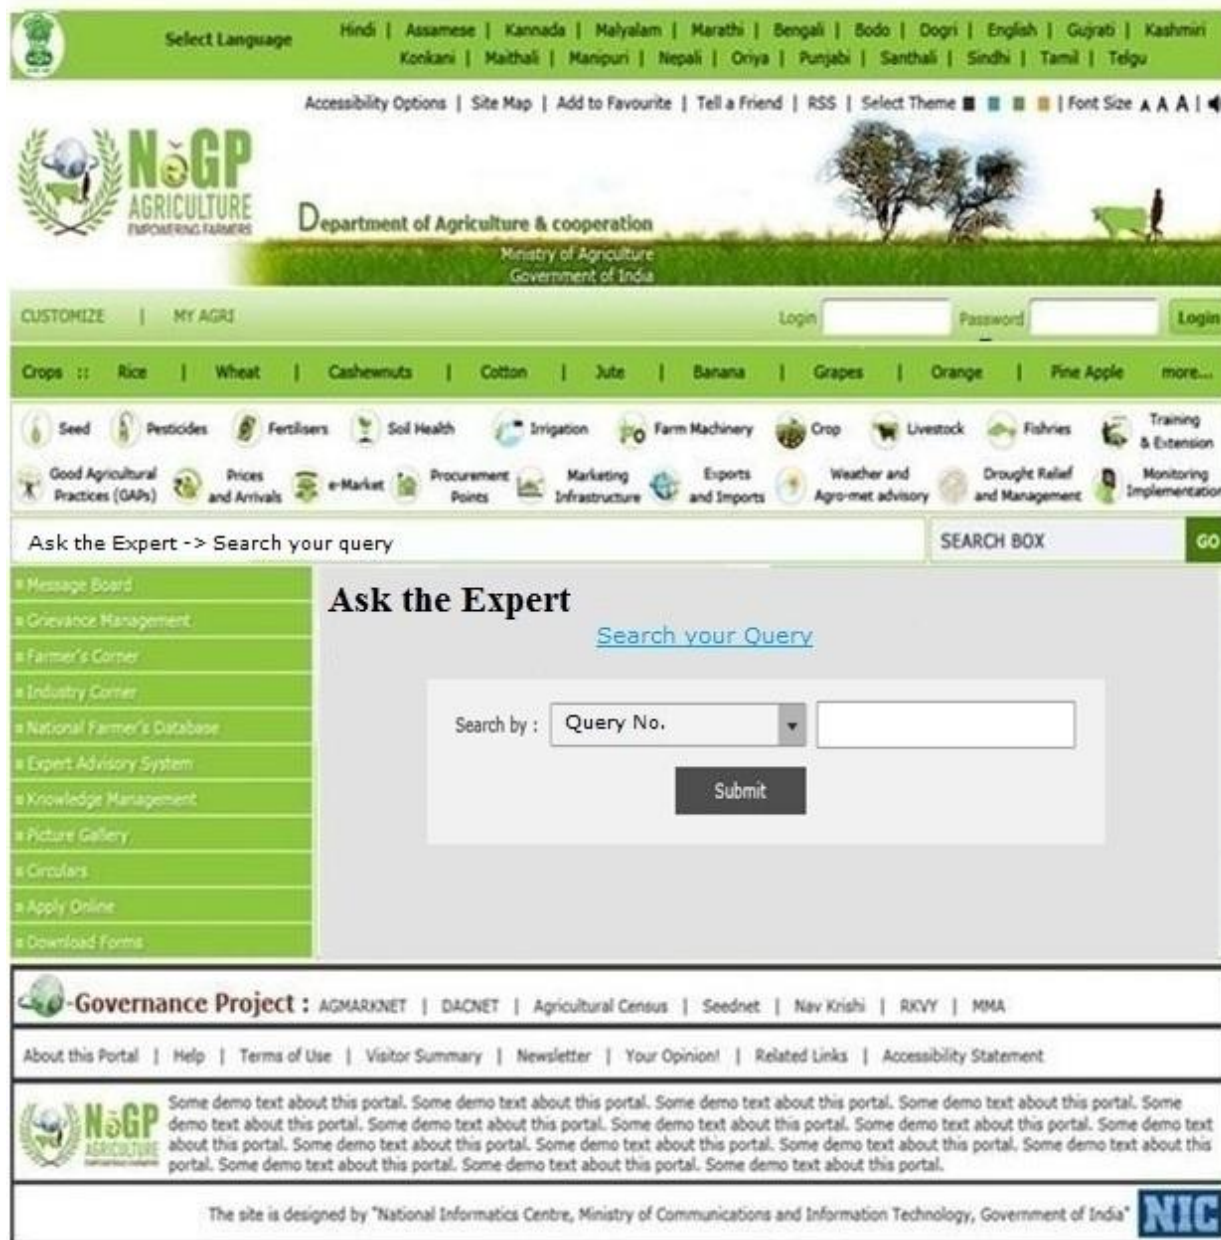 Select Language
Hindi | Assamese | Kannada | Malyalam | Marathi | Bengali | Bodo | Dogri | English | Gujrati | Kashmiri
Konkani | Maithali | Manipuri | Nepali | Oriya | Punjabi | Santhali | Sindhi | Tamil | Telgu
Accessibility Options | Site Map | Add to Favourite | Tell a Friend | RSS | Select Theme | Font Size A A A |
NeGP
AGRICULTURE
EMPOWERING FARMERS
Department of Agriculture & cooperation
Ministry of Agriculture
Government of India
CUSTOMIZE | MY AGRI Login Password Login
Crops :: Rice | Wheat | Cashewnuts | Cotton | Jute | Banana | Grapes | Orange | Pine Apple more...
Seed Pesticides Fertilisers Soil Health Irrigation Farm Machinery Crop Livestock Fishries Training
& Extension
Good Agricultural Prices e-Market Procurement Marketing Exports Weather and Drought Relief Monitoring
Practices (GAPs) and Arrivals Points Infrastructure and Imports Agro-met advisory and Management Implementation
Ask the Expert -> Search your query SEARCH BOX GO
Message Board
Grievance Management
Farmer's Corner
Industry Corner
National Farmer's Database
Expert Advisory System
Knowledge Management
Picture Gallery
Circulars
Apply Online
Download Forms
Ask the Expert
Search your Query
Search by : Query No.
Submit
e-Governance Project : AGMARKNET | DACNET | Agricultural Census | Seednet | Nav Krishi | RKVY | MMA
About this Portal | Help | Terms of Use | Visitor Summary | Newsletter | Your Opinion! | Related Links | Accessibility Statement
NeGP
AGRICULTURE
EMPOWERING FARMERS
Some demo text about this portal. Some demo text about this portal. Some demo text about this portal. Some demo text about this portal. Some
demo text about this portal. Some demo text about this portal. Some demo text about this portal. Some demo text about this portal. Some demo text
about this portal. Some demo text about this portal. Some demo text about this portal. Some demo text about this portal. Some demo text about this
portal. Some demo text about this portal. Some demo text about this portal. Some demo text about this portal.
The site is designed by "National Informatics Centre, Ministry of Communications and Information Technology, Government of India" NIC